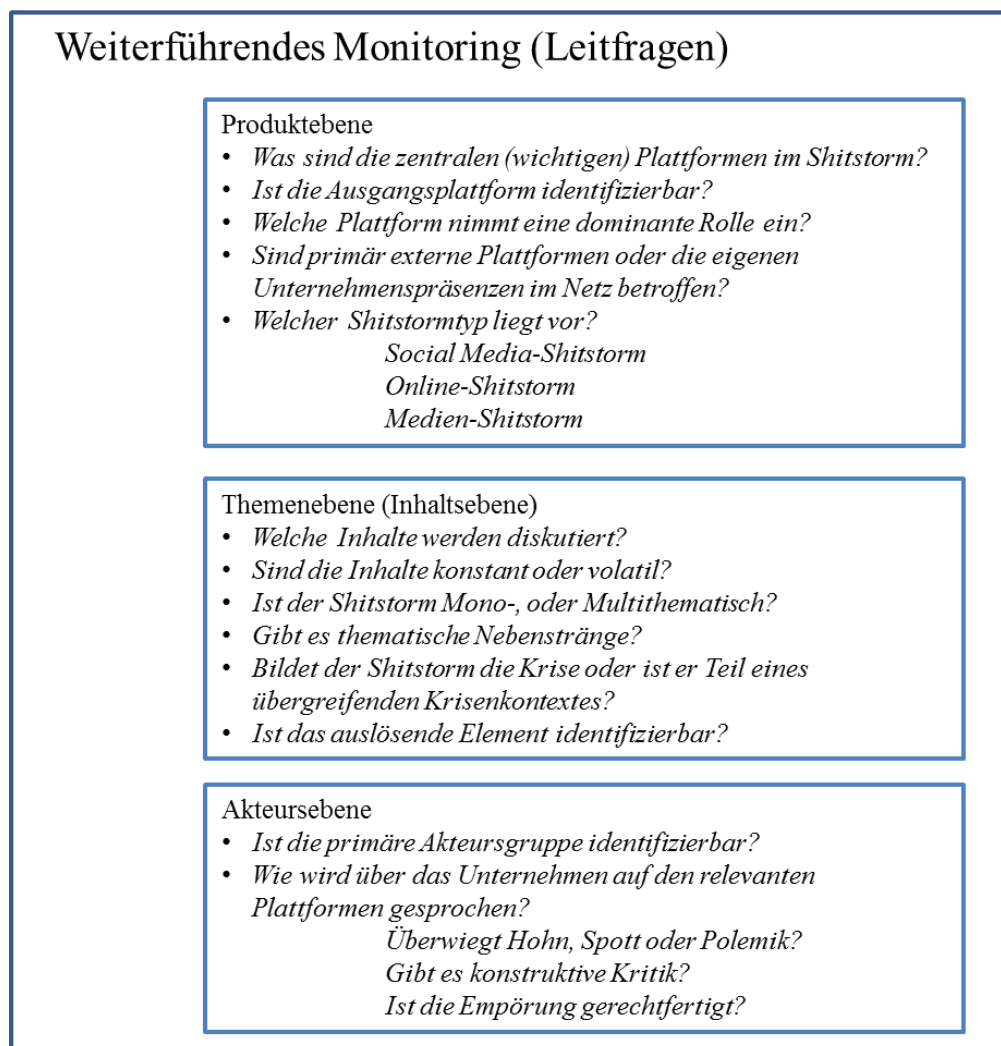 Weiterführendes Monitoring (Leitfragen)
Produktebene
• Was sind die zentralen (wichtigen) Plattformen im Shitstorm?
• Ist die Ausgangsplattform identifizierbar?
• Welche Plattform nimmt eine dominante Rolle ein?
• Sind primär externe Plattformen oder die eigenen
Unternehmenspräsenzen im Netz betroffen?
• Welcher Shitstormtyp liegt vor?
Social Media-Shitstorm
Online-Shitstorm
Medien-Shitstorm
Themenebene (Inhaltsebene)
• Welche Inhalte werden diskutiert?
• Sind die Inhalte konstant oder volatil?
• Ist der Shitstorm Mono-, oder Multithematisch?
• Gibt es thematische Nebenstränge?
• Bildet der Shitstorm die Krise oder ist er Teil eines
übergreifenden Krisenkontextes?
• Ist das auslösende Element identifizierbar?
Akteursebene
• Ist die primäre Akteursgruppe identifizierbar?
• Wie wird über das Unternehmen auf den relevanten
Plattformen gesprochen?
Überwiegt Hohn, Spott oder Polemik?
Gibt es konstruktive Kritik?
Ist die Empörung gerechtfertigt?